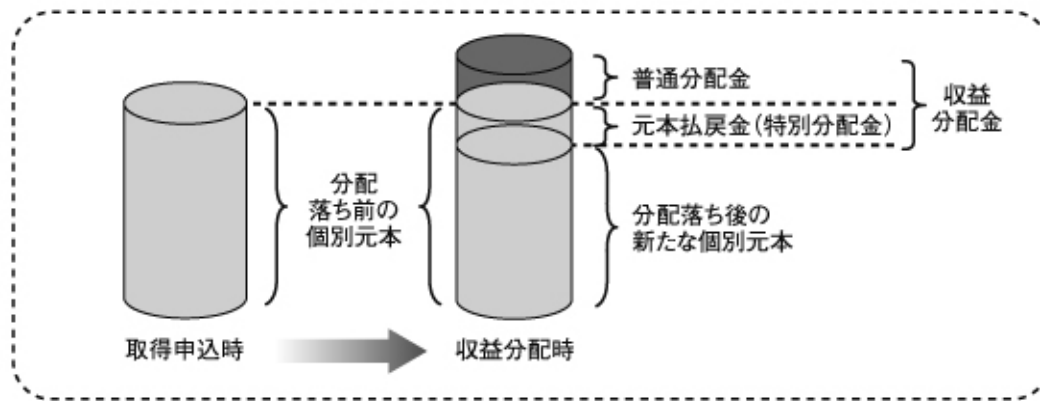 普通分配金
元本払戻金(特別分配金)
収益
分配金
分配
落ち前の
個別元本
分配落ち後の
新たな個別元本
取得申込時
収益分配時